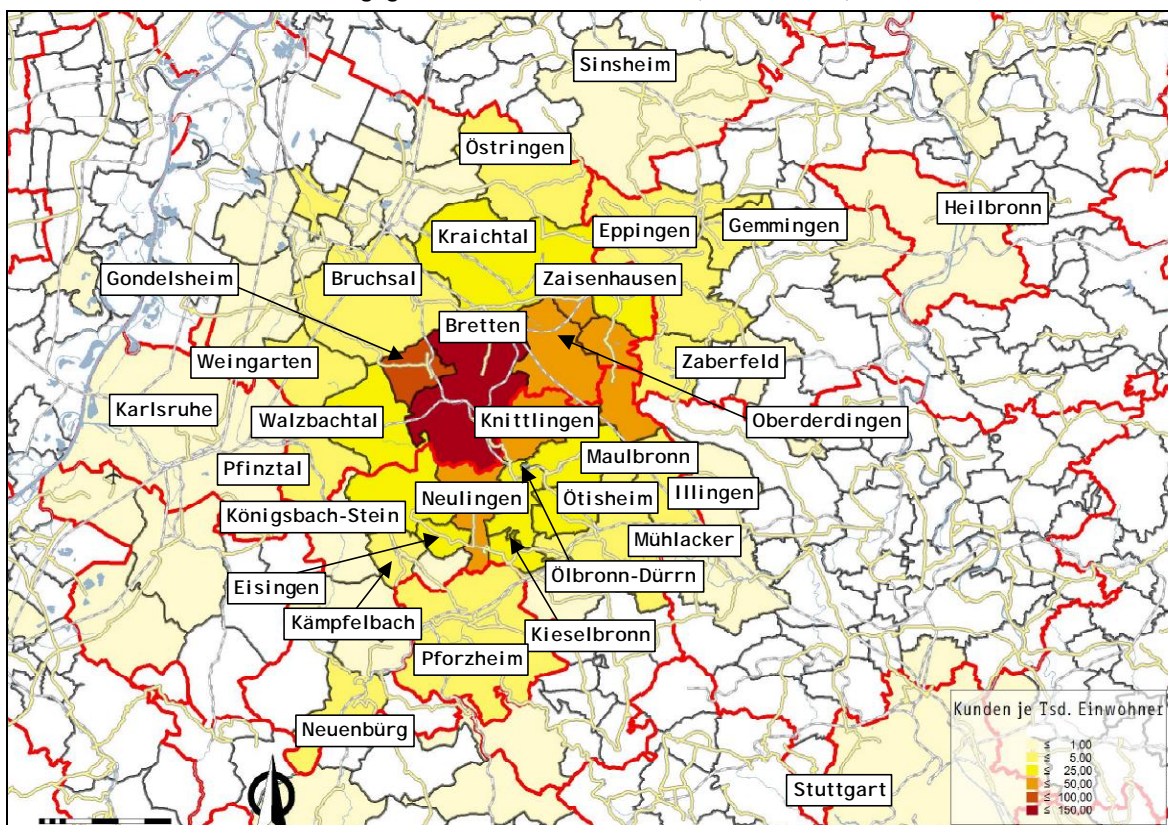 Sinsheim
Östringen
Heilbronn
Kraichtal
Eppingen
Gemmingen
Gondelsheim
Bruchsal
Zaisenhausen
Bretten
Weingarten
Zaberfeld
Karlsruhe
Walzbachtal
Knittlingen
Oberderdingen
Maulbronn
Pfinztal
Neulingen
Ötisheim
Illingen
Königsbach-Stein
Mühlacker
Ölbronn-Dürrn
Eisingen
Kämpfelbach
Kieselbronn
Pforzheim
Neuenbürg
Stuttgart
Kunden je Tsd. Einwohner
≤ 1,00
≤ 5,00
≤ 25,00
≤ 50,00
≤ 100,00
≤ 150,00